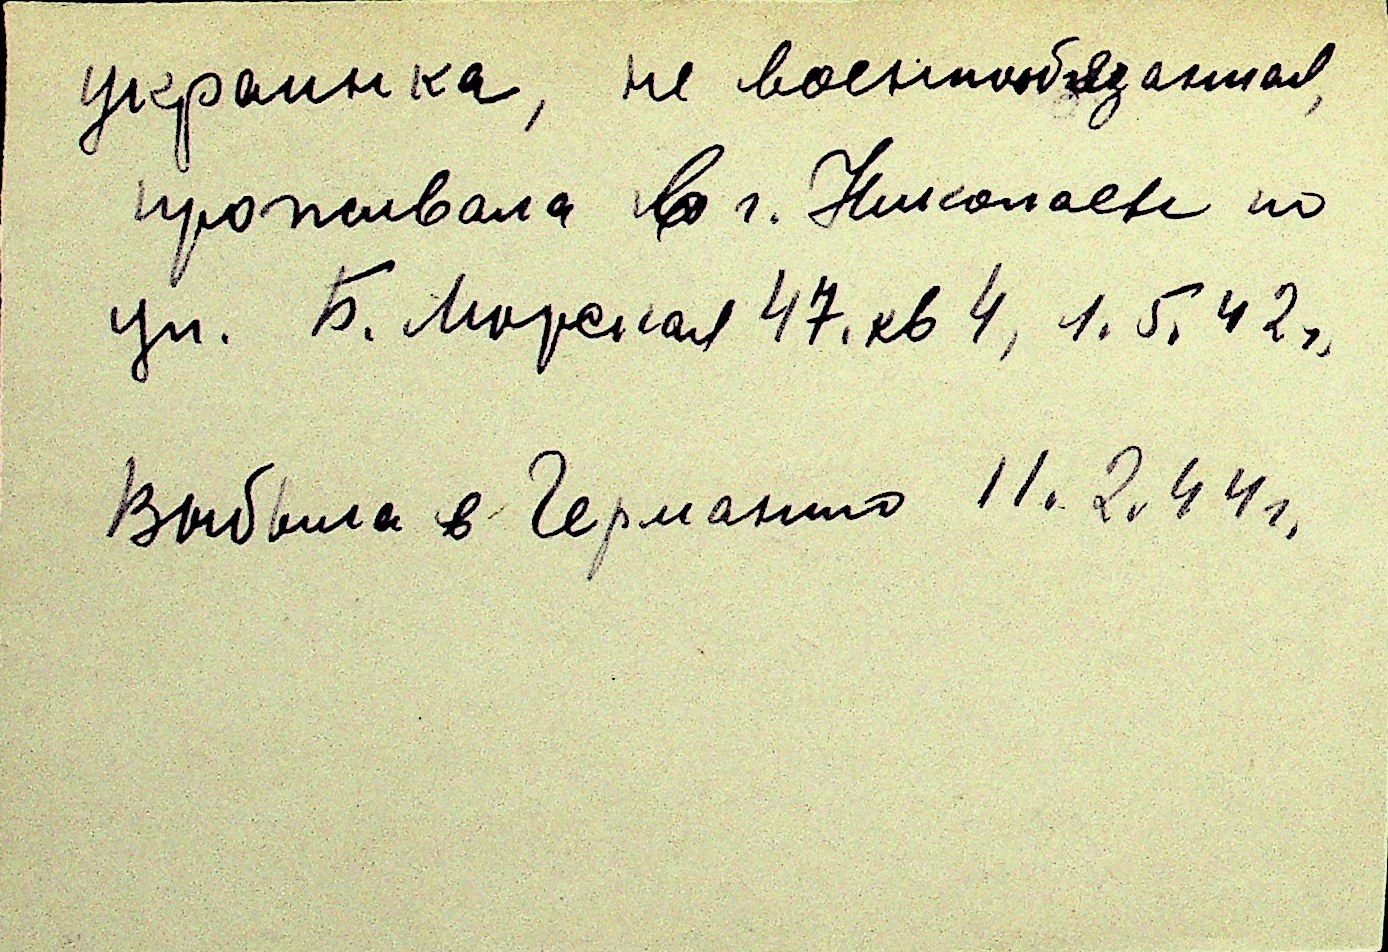 украинка, не военнообязанная,
проживала в г. Николаеве по
ул. Б. Морская 47. кв 4, 1. 5. 42 г.
Выбыла в Германию 11. 2. 44 г.